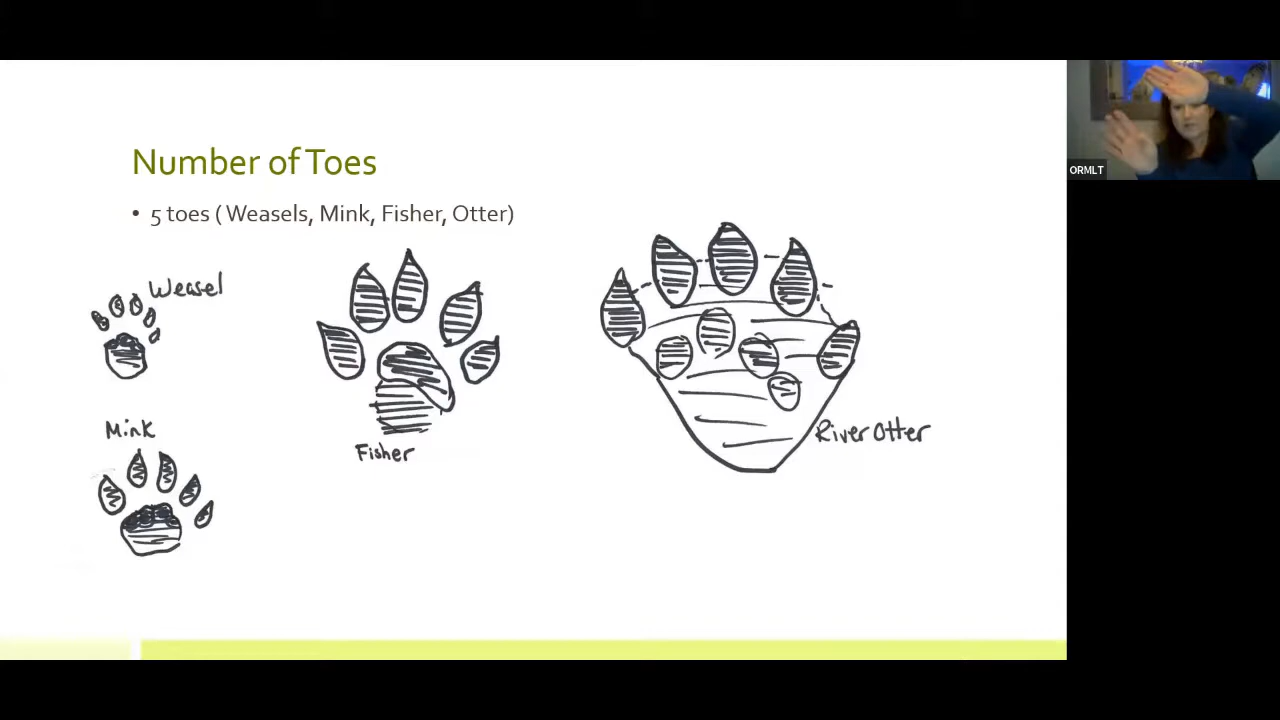 Number of Toes
• 5 toes ( Weasels, Mink, Fisher, Otter)
Weasel
Mink
Fisher
River Otter
ORMLT